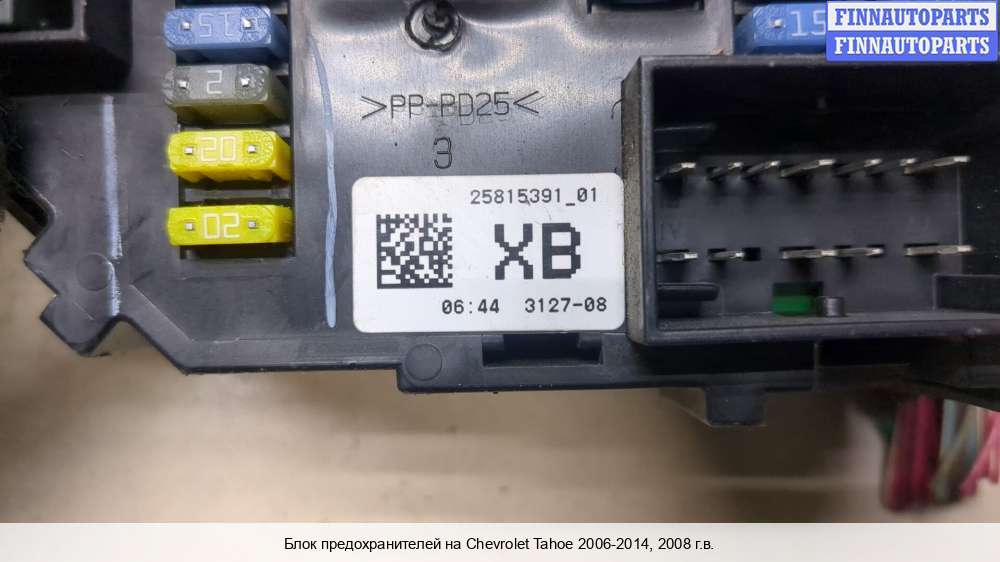 15
15
2
20
20
FINNAUTOPARTS
FINNAUTOPARTS
>PP-PD25<
3
25815391_01
XB
06:44 3127-08
Блок предохранителей на Chevrolet Tahoe 2006-2014, 2008 г.в.